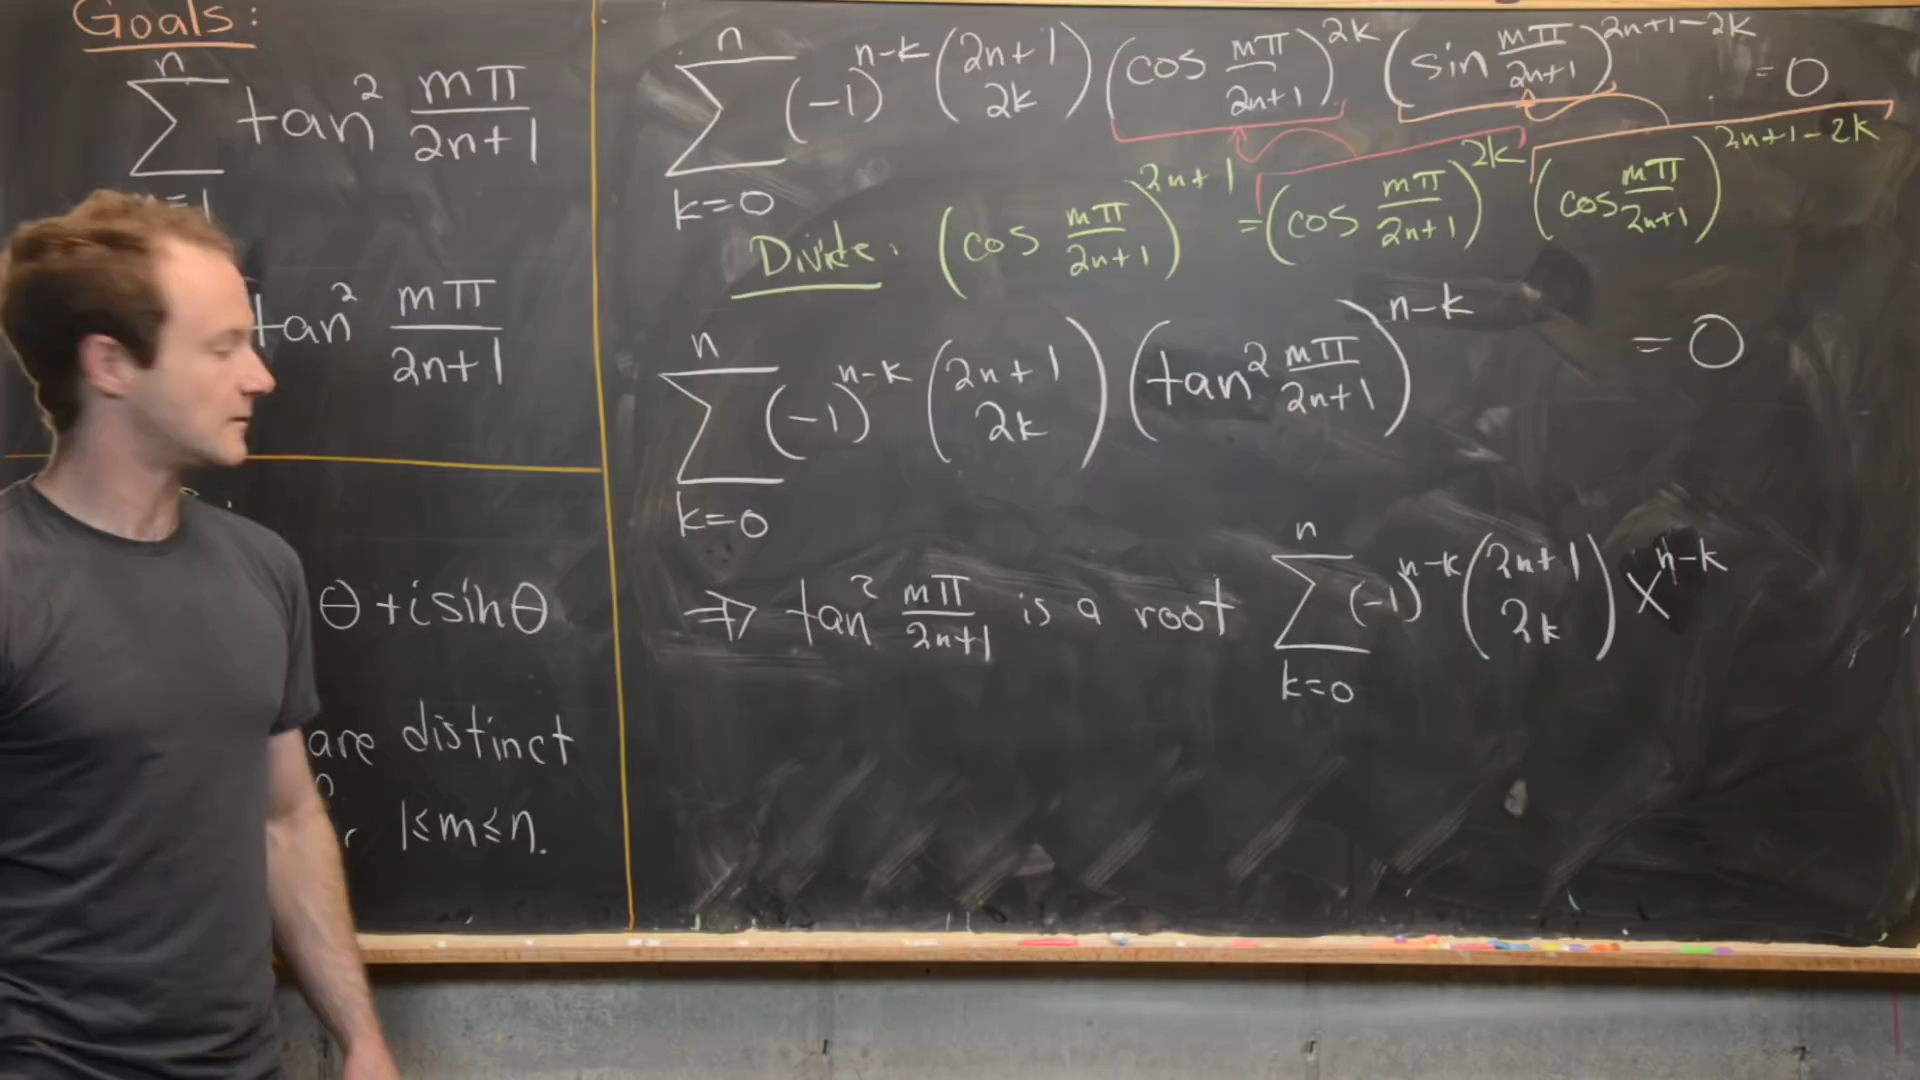 Goals:
n
∑ tan² mπ/2n+1
=1
tan² mπ/2n+1
θ + i sin θ
are distinct
1 ≤ m ≤ n.
n
∑ (-1)^{n-k} (2n+1 2k) (cos mπ/2n+1)^{2k} (sin mπ/2n+1)^{2n+1-2k} = 0
k=0
Divide: (cos mπ/2n+1)^{2n+1} = (cos mπ/2n+1)^{2k} (cos mπ/2n+1)^{2n+1-2k}
n
∑ (-1)^{n-k} (2n+1 2k) (tan² mπ/2n+1)^{n-k} = 0
k=0
n
⇒ tan² mπ/2n+1 is a root ∑ (-1)^{n-k} (2n+1 2k) x^{n-k}
k=0